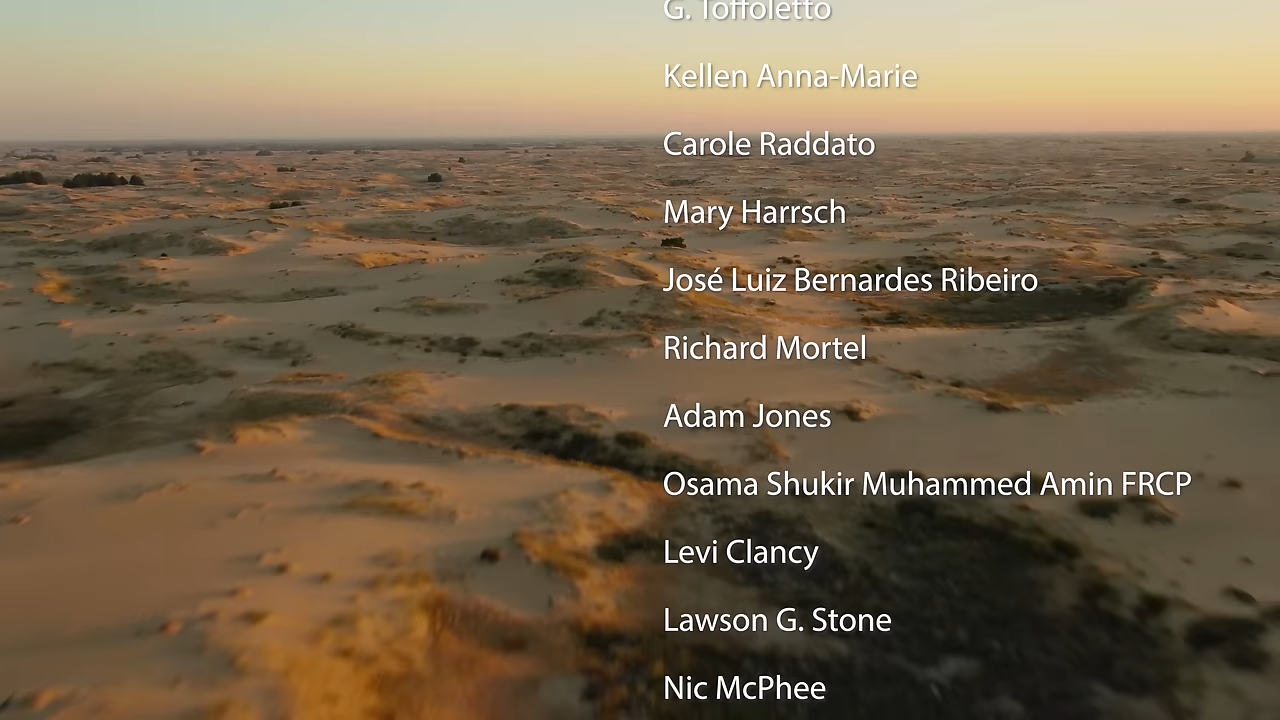 G. Toffoletto
Kellen Anna-Marie
Carole Raddato
Mary Harrsch
José Luiz Bernardes Ribeiro
Richard Mortel
Adam Jones
Osama Shukir Muhammed Amin FRCP
Levi Clancy
Lawson G. Stone
Nic McPhee